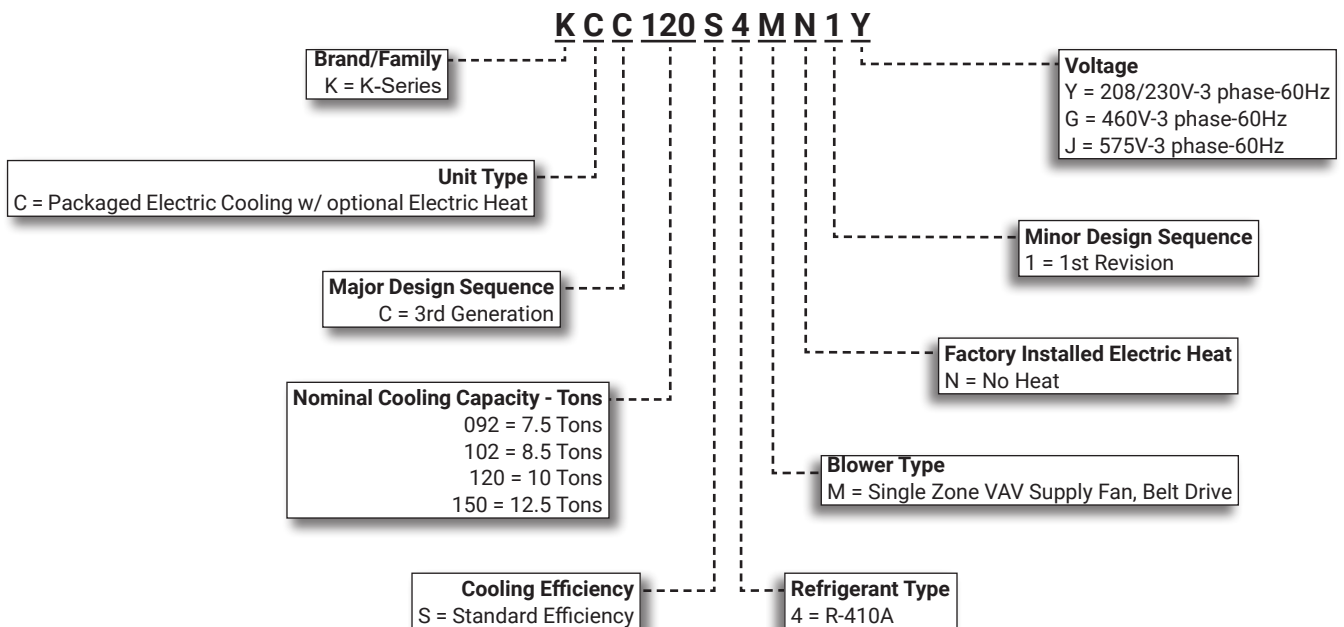 K C C 120 S 4 M N 1 Y
Brand/Family
K = K-Series
Voltage
Y = 208/230V-3 phase-60Hz
G = 460V-3 phase-60Hz
J = 575V-3 phase-60Hz
Unit Type
C = Packaged Electric Cooling w/ optional Electric Heat
Minor Design Sequence
1 = 1st Revision
Major Design Sequence
C = 3rd Generation
Factory Installed Electric Heat
N = No Heat
Nominal Cooling Capacity - Tons
092 = 7.5 Tons
102 = 8.5 Tons
120 = 10 Tons
150 = 12.5 Tons
Blower Type
M = Single Zone VAV Supply Fan, Belt Drive
Cooling Efficiency
S = Standard Efficiency
Refrigerant Type
4 = R-410A